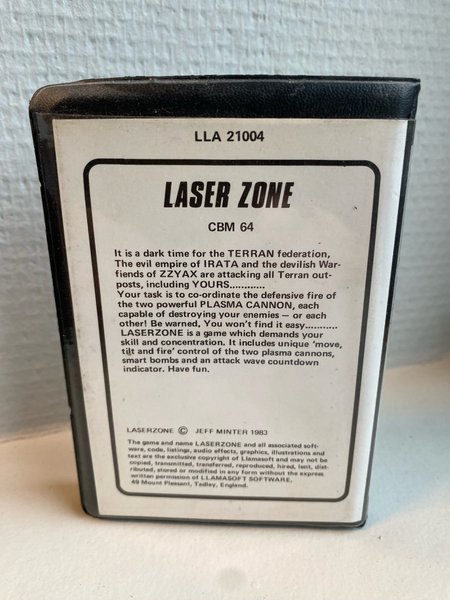 LLA 21004
LASER ZONE
CBM 64
It is a dark time for the TERRAN federation,
The evil empire of IRATA and the devilish War-
fiends of ZZYAX are attacking all Terran out-
posts, including YOURS............
Your task is to co-ordinate the defensive fire of
the two powerful PLASMA CANNON, each
capable of destroying your enemies — or each
other! Be warned, You won't find it easy...........
LASERZONE is a game which demands your
skill and concentration. It includes unique 'move,
tilt and fire' control of the two plasma cannons,
smart bombs and an attack wave countdown
indicator. Have fun.
LASERZONE © JEFF MINTER 1983
The game and name LASERZONE and all associated soft-
ware, code, listings, audio effects, graphics, illustrations and
text are the exclusive copyright of Llamasoft and may not be
copied, transmitted, transferred, reproduced, hired, lent, dist-
ributed, stored or modified in any form without the express
written permission of LLAMASOFT SOFTWARE,
49 Mount Pleasant, Tadley, England.